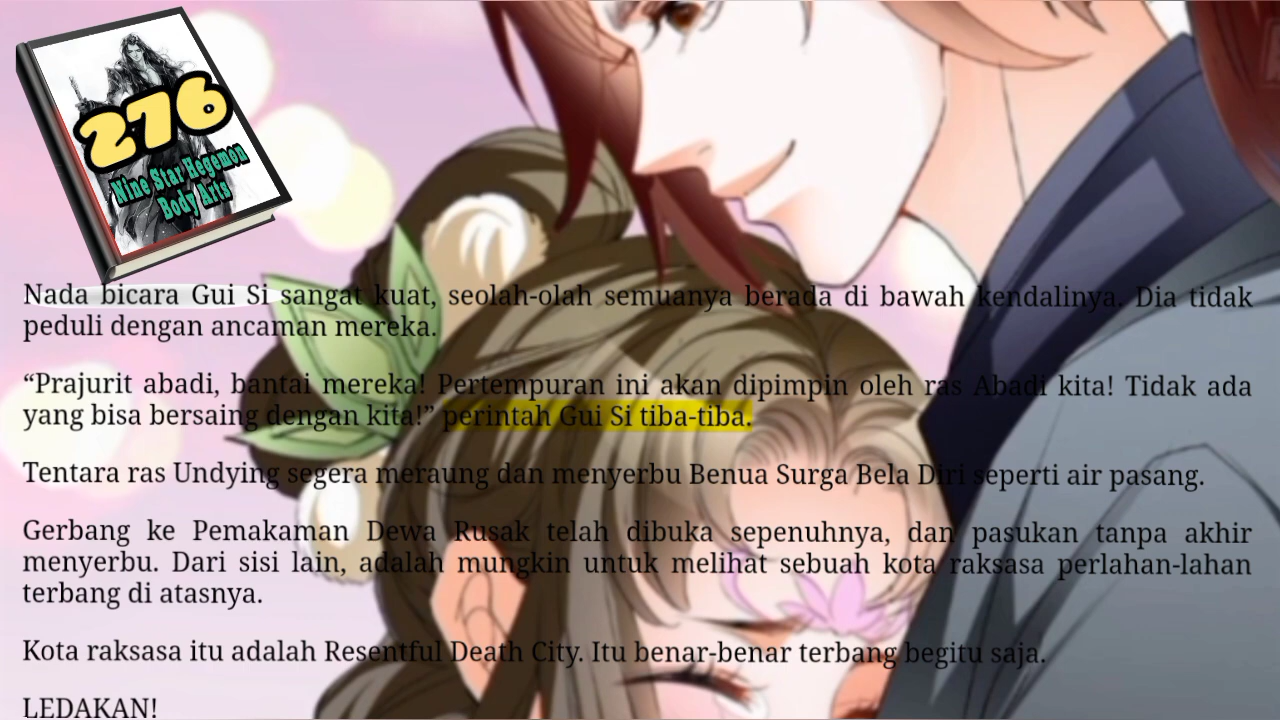 276
Nine Star Hegemon
Body Arts
Nada bicara Gui Si sangat kuat, seolah-olah semuanya berada di bawah kendalinya. Dia tidak
peduli dengan ancaman mereka.
“Prajurit abadi, bantai mereka! Pertempuran ini akan dipimpin oleh ras Abadi kita! Tidak ada
yang bisa bersaing dengan kita!” perintah Gui Si tiba-tiba.
Tentara ras Undying segera meraung dan menyerbu Benua Surga Bela Diri seperti air pasang.
Gerbang ke Pemakaman Dewa Rusak telah dibuka sepenuhnya, dan pasukan tanpa akhir
menyerbu. Dari sisi lain, adalah mungkin untuk melihat sebuah kota raksasa perlahan-lahan
terbang di atasnya.
Kota raksasa itu adalah Resentful Death City. Itu benar-benar terbang begitu saja.
LEDAKAN!